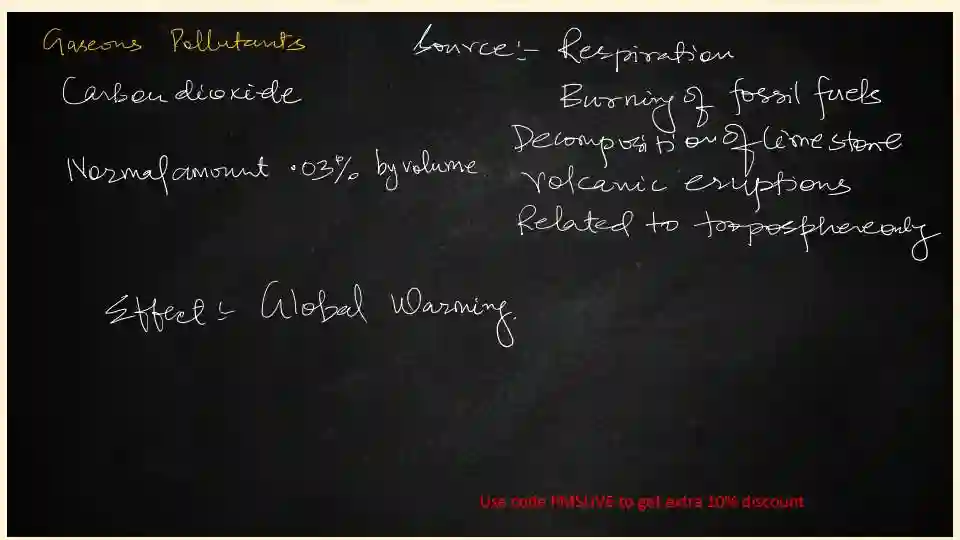 Gaseous Pollutants
Carbon dioxide
Normal amount .03% by volume
Source:- Respiration
Burning of fossil fuels
Decomposition of lime stone
Volcanic eruptions
Related to torposphere only
Effect:- Global Warming.
Use code HMSLIVE to get extra 10% discount